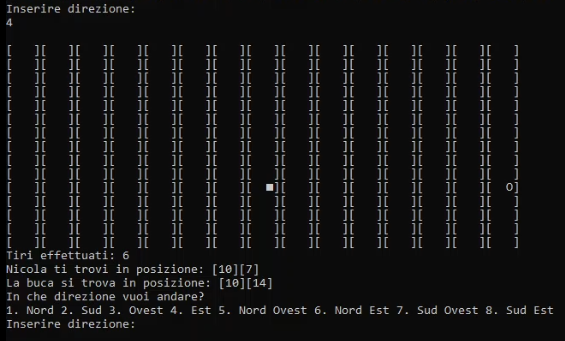 Inserire direzione:
4
[   ][   ][   ][   ][   ][   ][   ][   ][   ][   ][   ][   ][   ][   ][   ]
[   ][   ][   ][   ][   ][   ][   ][   ][   ][   ][   ][   ][   ][   ][   ]
[   ][   ][   ][   ][   ][   ][   ][   ][   ][   ][   ][   ][   ][   ][   ]
[   ][   ][   ][   ][   ][   ][   ][   ][   ][   ][   ][   ][   ][   ][   ]
[   ][   ][   ][   ][   ][   ][   ][   ][   ][   ][   ][   ][   ][   ][   ]
[   ][   ][   ][   ][   ][   ][   ][   ][   ][   ][   ][   ][   ][   ][   ]
[   ][   ][   ][   ][   ][   ][   ][   ][   ][   ][   ][   ][   ][   ][   ]
[   ][   ][   ][   ][   ][   ][   ][   ][   ][   ][   ][   ][   ][   ][   ]
[   ][   ][   ][   ][   ][   ][   ][   ][   ][   ][   ][   ][   ][   ][   ]
[   ][   ][   ][   ][   ][   ][   ][   ][   ][   ][   ][   ][   ][   ][   ]
[   ][   ][   ][   ][   ][   ][   ][  ■][   ][   ][   ][   ][   ][   ][  O]
[   ][   ][   ][   ][   ][   ][   ][   ][   ][   ][   ][   ][   ][   ][   ]
[   ][   ][   ][   ][   ][   ][   ][   ][   ][   ][   ][   ][   ][   ][   ]
[   ][   ][   ][   ][   ][   ][   ][   ][   ][   ][   ][   ][   ][   ][   ]
[   ][   ][   ][   ][   ][   ][   ][   ][   ][   ][   ][   ][   ][   ][   ]
Tiri effettuati: 6
Nicola ti trovi in posizione: [10][7]
La buca si trova in posizione: [10][14]
In che direzione vuoi andare?
1. Nord 2. Sud 3. Ovest 4. Est 5. Nord Ovest 6. Nord Est 7. Sud Ovest 8. Sud Est
Inserire direzione: